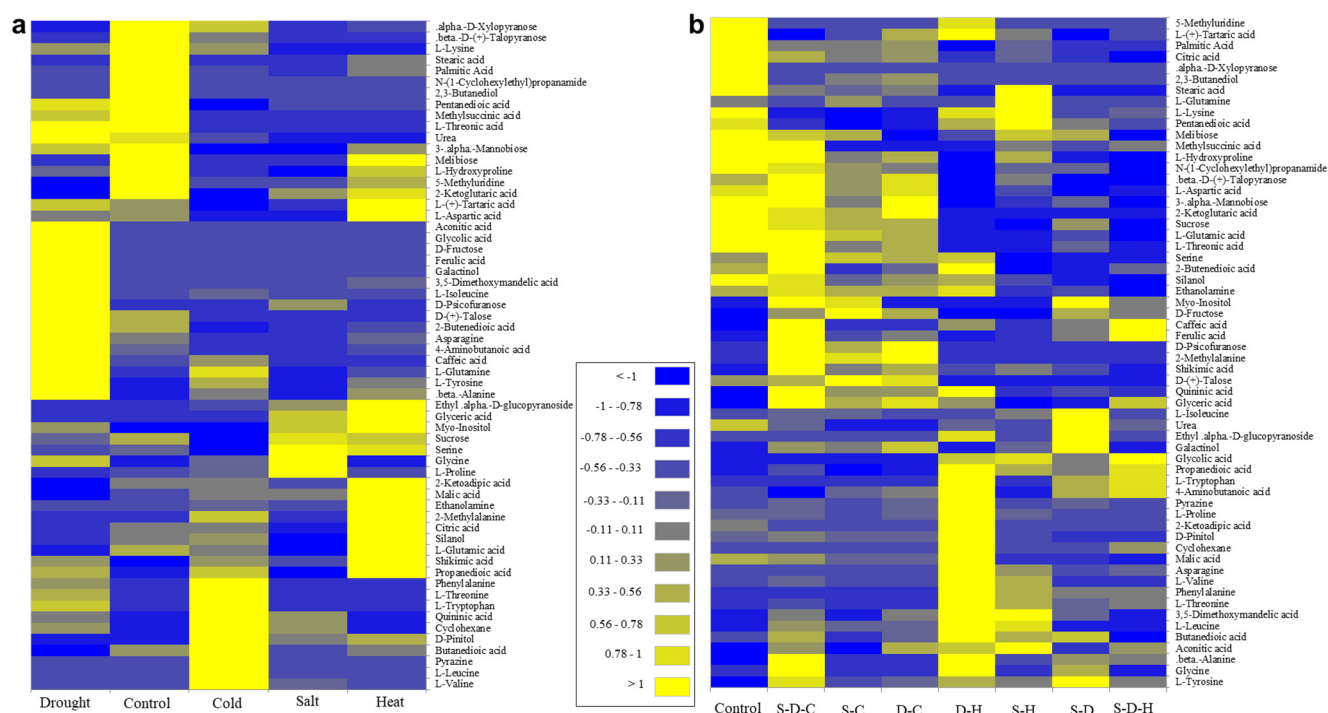 a
.alpha.-D-Xylopyranose
.beta.-D-(+)-Talopyranose
L-Lysine
Stearic acid
Palmitic Acid
N-(1-Cyclohexylethyl)propanamide
2,3-Butanediol
Pentanedioic acid
Methylsuccinic acid
L-Threonic acid
Urea
3-.alpha.-Mannobiose
Melibiose
L-Hydroxyproline
5-Methyluridine
2-Ketoglutaric acid
L-(+)-Tartaric acid
L-Aspartic acid
Aconitic acid
Glycolic acid
D-Fructose
Ferulic acid
Galactinol
3,5-Dimethoxymandelic acid
L-Isoleucine
D-Psicofuranose
D-(+)-Talose
2-Butenedioic acid
Asparagine
4-Aminobutanoic acid
Caffeic acid
L-Glutamine
L-Tyrosine
.beta.-Alanine
Ethyl .alpha.-D-glucopyranoside
Glyceric acid
Myo-Inositol
Sucrose
Serine
Glycine
L-Proline
2-Ketoadipic acid
Malic acid
Ethanolamine
2-Methylalanine
Citric acid
Silanol
L-Glutamic acid
Shikimic acid
Propanedioic acid
Phenylalanine
L-Threonine
L-Tryptophan
Quininic acid
Cyclohexane
D-Pinitol
Butanedioic acid
Pyrazine
L-Leucine
L-Valine
Drought Control Cold Salt Heat
< -1
-1 - -0.78
-0.78 - -0.56
-0.56 - -0.33
-0.33 - -0.11
-0.11 - 0.11
0.11 - 0.33
0.33 - 0.56
0.56 - 0.78
0.78 - 1
> 1
b
5-Methyluridine
L-(+)-Tartaric acid
Palmitic Acid
Citric acid
.alpha.-D-Xylopyranose
2,3-Butanediol
Stearic acid
L-Glutamine
L-Lysine
Pentanedioic acid
Melibiose
Methylsuccinic acid
L-Hydroxyproline
N-(1-Cyclohexylethyl)propanamide
.beta.-D-(+)-Talopyranose
L-Aspartic acid
3-.alpha.-Mannobiose
2-Ketoglutaric acid
Sucrose
L-Glutamic acid
L-Threonic acid
Serine
2-Butenedioic acid
Silanol
Ethanolamine
Myo-Inositol
D-Fructose
Caffeic acid
Ferulic acid
D-Psicofuranose
2-Methylalanine
Shikimic acid
D-(+)-Talose
Quininic acid
Glyceric acid
L-Isoleucine
Urea
Ethyl .alpha.-D-glucopyranoside
Galactinol
Glycolic acid
Propanedioic acid
L-Tryptophan
4-Aminobutanoic acid
Pyrazine
L-Proline
2-Ketoadipic acid
D-Pinitol
Cyclohexane
Malic acid
Asparagine
L-Valine
Phenylalanine
L-Threonine
3,5-Dimethoxymandelic acid
L-Leucine
Butanedioic acid
Aconitic acid
.beta.-Alanine
Glycine
L-Tyrosine
Control S-D-C S-C D-C D-H S-H S-D S-D-H